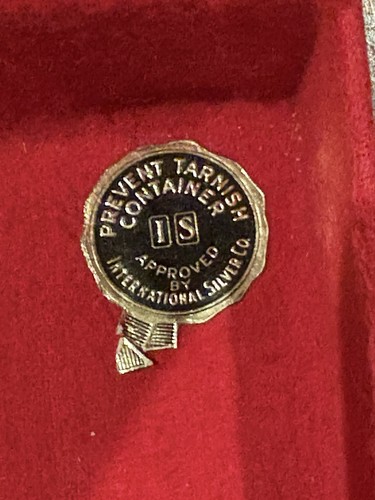 PREVENT TARNISH
CONTAINER
IS
APPROVED
BY
INTERNATIONAL SILVER CO.